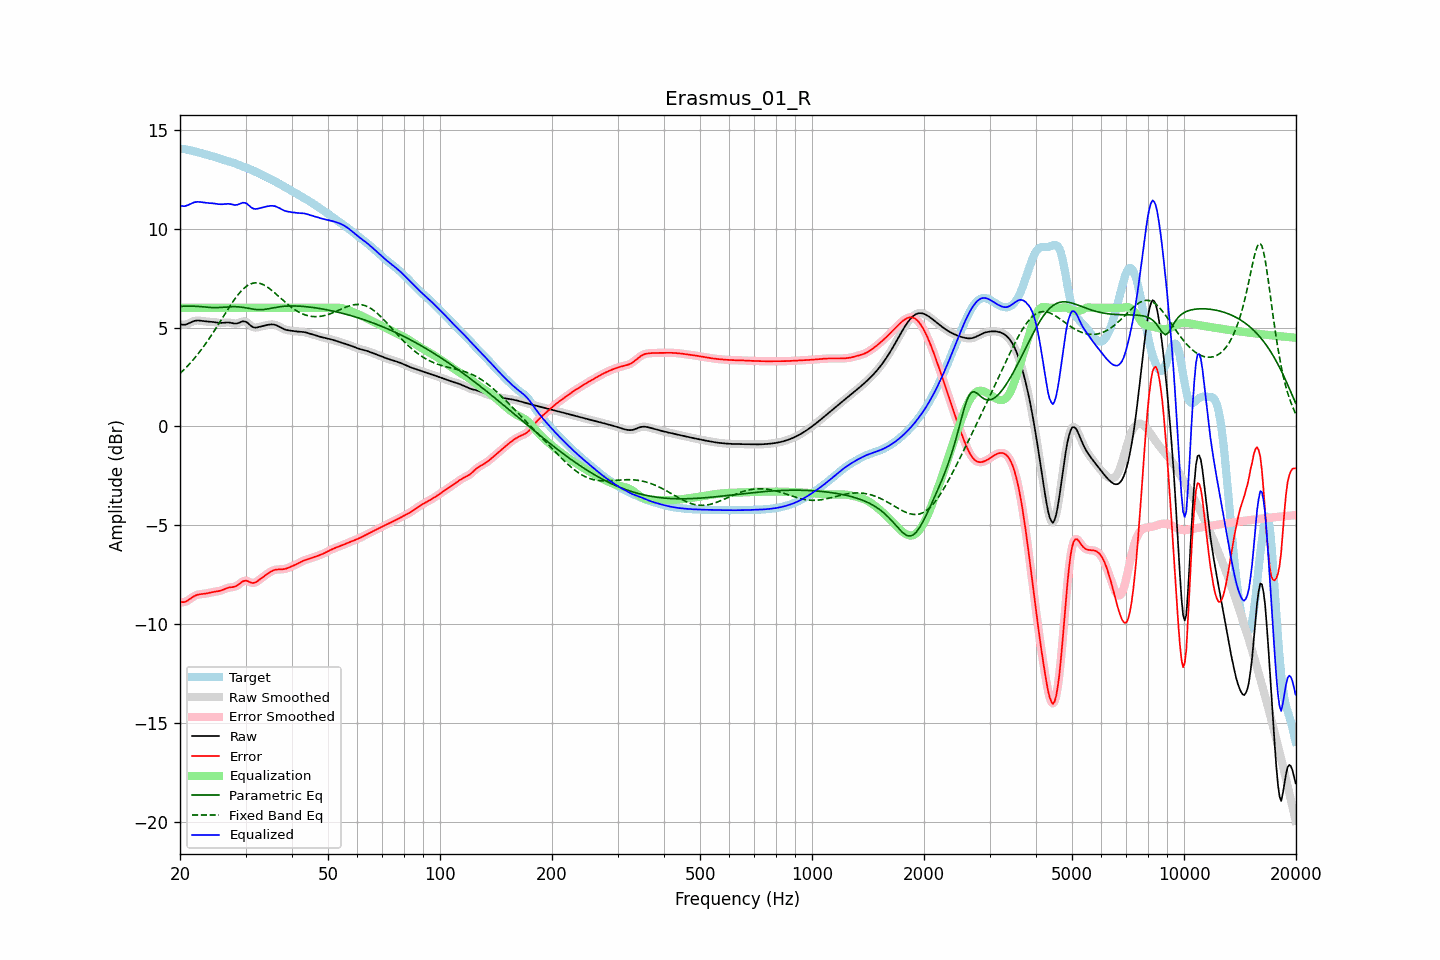 Erasmus_01_R
Amplitude (dBr)
15
10
5
0
−5
−10
−15
−20
Target
Raw Smoothed
Error Smoothed
Raw
Error
Equalization
Parametric Eq
Fixed Band Eq
Equalized
20 50 100 200 500 1000 2000 5000 10000 20000
Frequency (Hz)